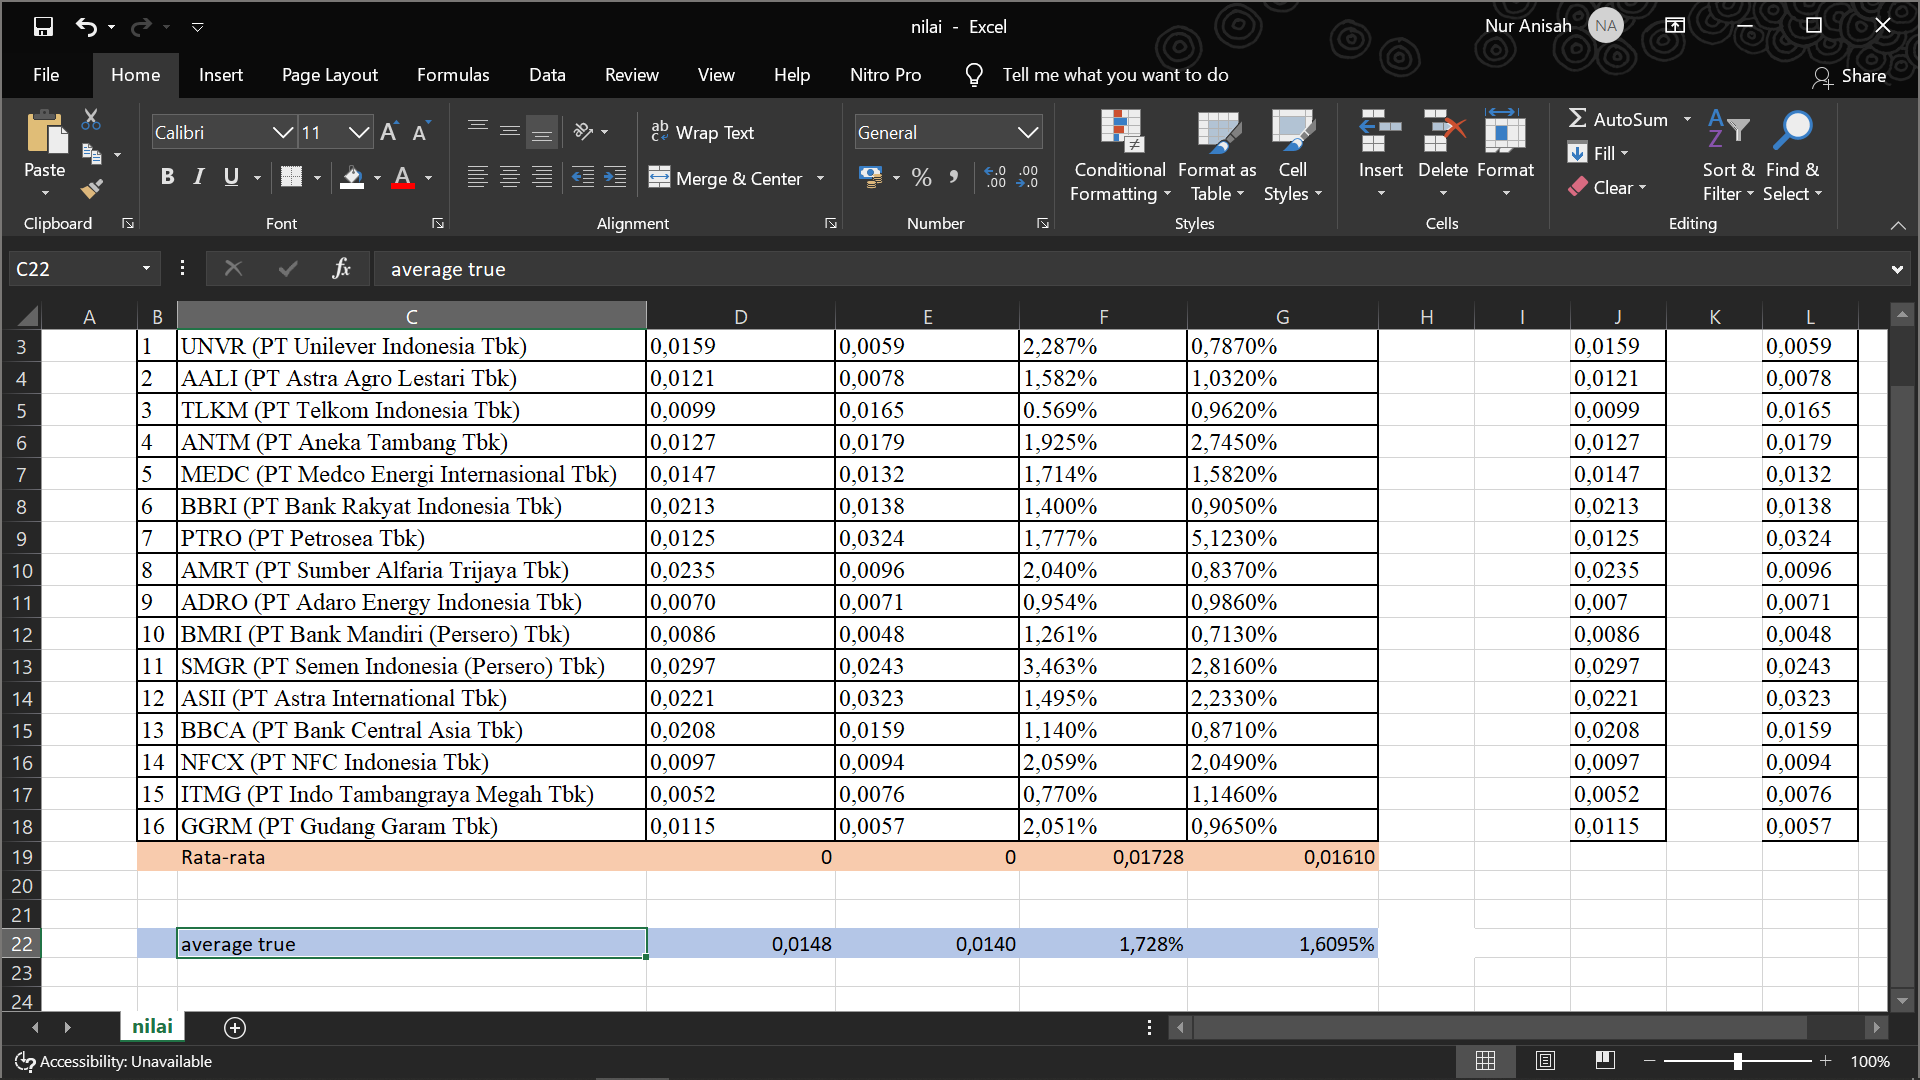 nilai - Excel
Nur Anisah NA
File Home Insert Page Layout Formulas Data Review View Help Nitro Pro Tell me what you want to do Share
Paste
Clipboard
Calibri 11 A A
B I U A
Font
ab Wrap Text
Merge & Center
Alignment
General
% , .00 .0
Number
Conditional Formatting
Format as Table
Cell Styles
Styles
Insert Delete Format
Cells
AutoSum
Fill
Clear
Sort & Filter
Find & Select
Editing
C22 fx average true
A B C D E F G H I J K L
3 1 UNVR (PT Unilever Indonesia Tbk) 0,0159 0,0059 2,287% 0,7870% 0,0159 0,0059
4 2 AALI (PT Astra Agro Lestari Tbk) 0,0121 0,0078 1,582% 1,0320% 0,0121 0,0078
5 3 TLKM (PT Telkom Indonesia Tbk) 0,0099 0,0165 0.569% 0,9620% 0,0099 0,0165
6 4 ANTM (PT Aneka Tambang Tbk) 0,0127 0,0179 1,925% 2,7450% 0,0127 0,0179
7 5 MEDC (PT Medco Energi Internasional Tbk) 0,0147 0,0132 1,714% 1,5820% 0,0147 0,0132
8 6 BBRI (PT Bank Rakyat Indonesia Tbk) 0,0213 0,0138 1,400% 0,9050% 0,0213 0,0138
9 7 PTRO (PT Petrosea Tbk) 0,0125 0,0324 1,777% 5,1230% 0,0125 0,0324
10 8 AMRT (PT Sumber Alfaria Trijaya Tbk) 0,0235 0,0096 2,040% 0,8370% 0,0235 0,0096
11 9 ADRO (PT Adaro Energy Indonesia Tbk) 0,0070 0,0071 0,954% 0,9860% 0,007 0,0071
12 10 BMRI (PT Bank Mandiri (Persero) Tbk) 0,0086 0,0048 1,261% 0,7130% 0,0086 0,0048
13 11 SMGR (PT Semen Indonesia (Persero) Tbk) 0,0297 0,0243 3,463% 2,8160% 0,0297 0,0243
14 12 ASII (PT Astra International Tbk) 0,0221 0,0323 1,495% 2,2330% 0,0221 0,0323
15 13 BBCA (PT Bank Central Asia Tbk) 0,0208 0,0159 1,140% 0,8710% 0,0208 0,0159
16 14 NFCX (PT NFC Indonesia Tbk) 0,0097 0,0094 2,059% 2,0490% 0,0097 0,0094
17 15 ITMG (PT Indo Tambangraya Megah Tbk) 0,0052 0,0076 0,770% 1,1460% 0,0052 0,0076
18 16 GGRM (PT Gudang Garam Tbk) 0,0115 0,0057 2,051% 0,9650% 0,0115 0,0057
19 Rata-rata 0 0 0,01728 0,01610
20
21
22 average true 0,0148 0,0140 1,728% 1,6095%
23
24
nilai
Accessibility: Unavailable 100%